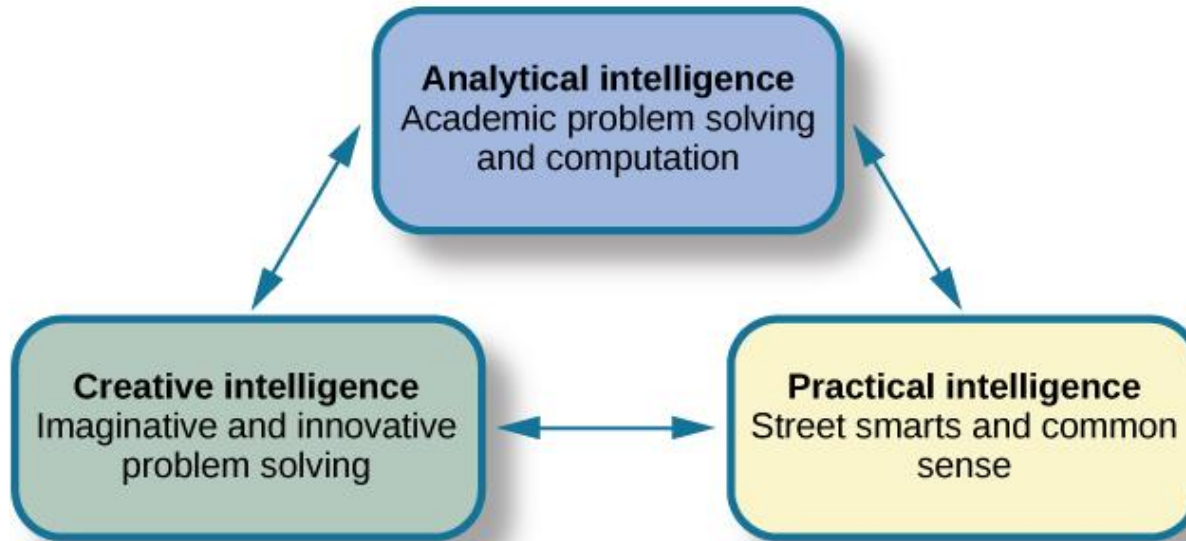 Analytical intelligence
Academic problem solving
and computation
Creative intelligence
Imaginative and innovative
problem solving
Practical intelligence
Street smarts and common
sense